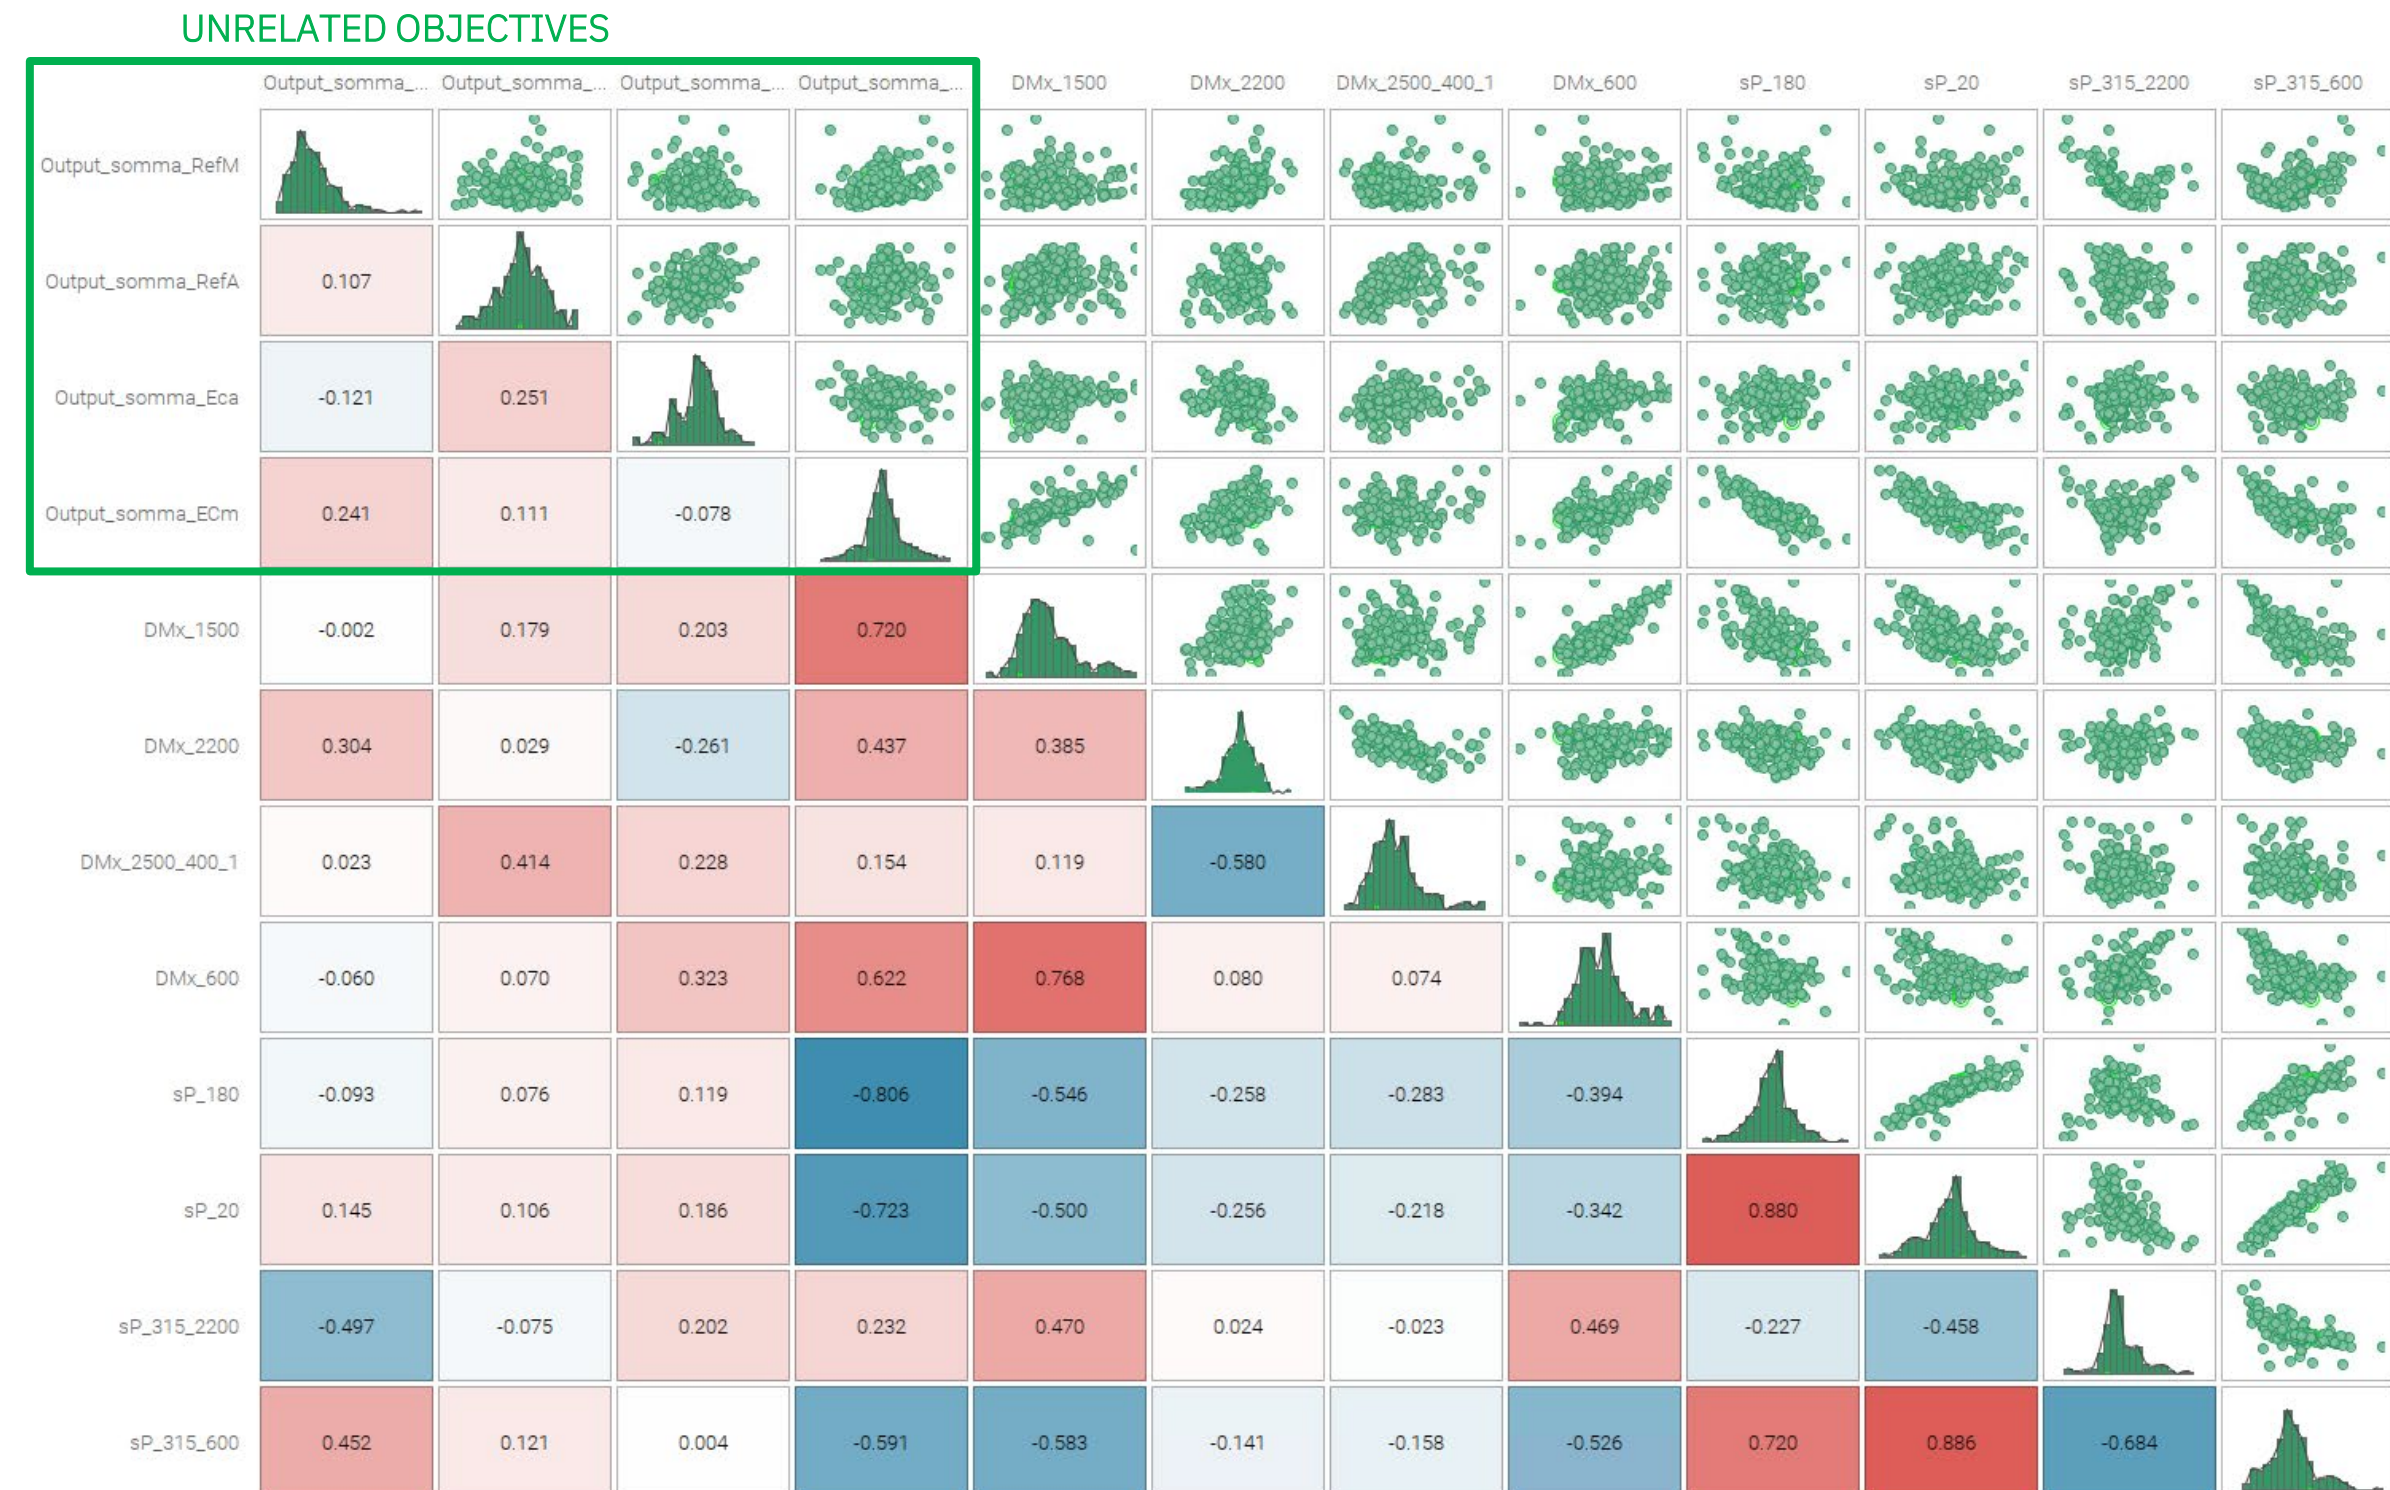 UNRELATED OBJECTIVES
Output_somma_... Output_somma_... Output_somma_... Output_somma_... DMx_1500 DMx_2200 DMx_2500_400_1 DMx_600 sP_180 sP_20 sP_315_2200 sP_315_600
Output_somma_RefM
Output_somma_RefA 0.107
Output_somma_Eca -0.121 0.251
Output_somma_ECm 0.241 0.111 -0.078
DMx_1500 -0.002 0.179 0.203 0.720
DMx_2200 0.304 0.029 -0.261 0.437 0.385
DMx_2500_400_1 0.023 0.414 0.228 0.154 0.119 -0.580
DMx_600 -0.060 0.070 0.323 0.622 0.768 0.080 0.074
sP_180 -0.093 0.076 0.119 -0.806 -0.546 -0.258 -0.283 -0.394
sP_20 0.145 0.106 0.186 -0.723 -0.500 -0.256 -0.218 -0.342 0.880
sP_315_2200 -0.497 -0.075 0.202 0.232 0.470 0.024 -0.023 0.469 -0.227 -0.458
sP_315_600 0.452 0.121 0.004 -0.591 -0.583 -0.141 -0.158 -0.526 0.720 0.886 -0.684